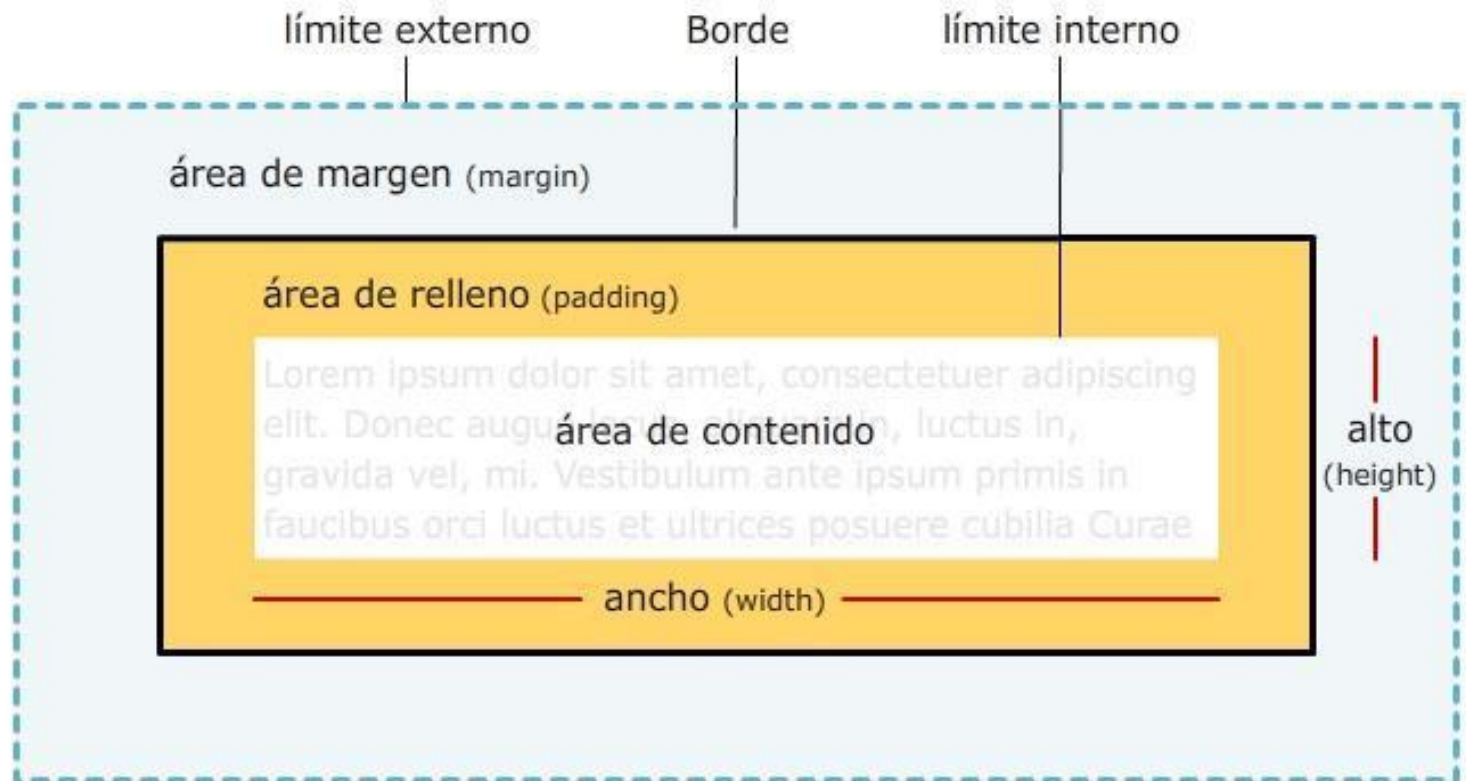 límite externo Borde límite interno
área de margen (margin)
área de relleno (padding)
Lorem ipsum dolor sit amet, consectetuer adipiscing
elit. Donec augue in, luctus in,
área de contenido
gravida vel, mi. Vestibulum ante ipsum primis in
faucibus orci luctus et ultrices posuere cubilia Curae
alto
(height)
ancho (width)